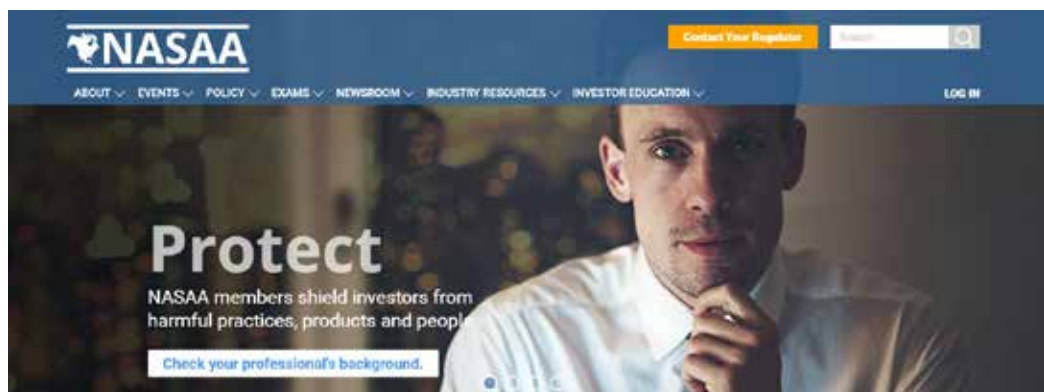 NASAA
Contact Your Regulator
Search
ABOUT EVENTS POLICY EXAMS NEWSROOM INDUSTRY RESOURCES INVESTOR EDUCATION
LOG IN
Protect
NASAA members shield investors from
harmful practices, products and people
Check your professional's background.